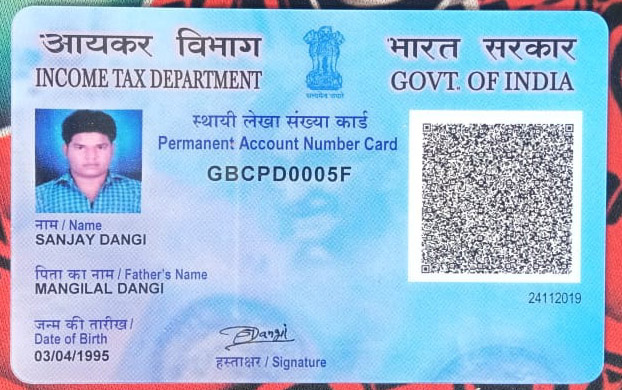 आयकर विभाग
INCOME TAX DEPARTMENT
सत्यमेव जयते
भारत सरकार
GOVT. OF INDIA
स्थायी लेखा संख्या कार्ड
Permanent Account Number Card
GBCPD0005F
नाम / Name
SANJAY DANGI
पिता का नाम / Father's Name
MANGILAL DANGI
जन्म की तारीख /
Date of Birth
03/04/1995
Dangi
हस्ताक्षर / Signature
24112019